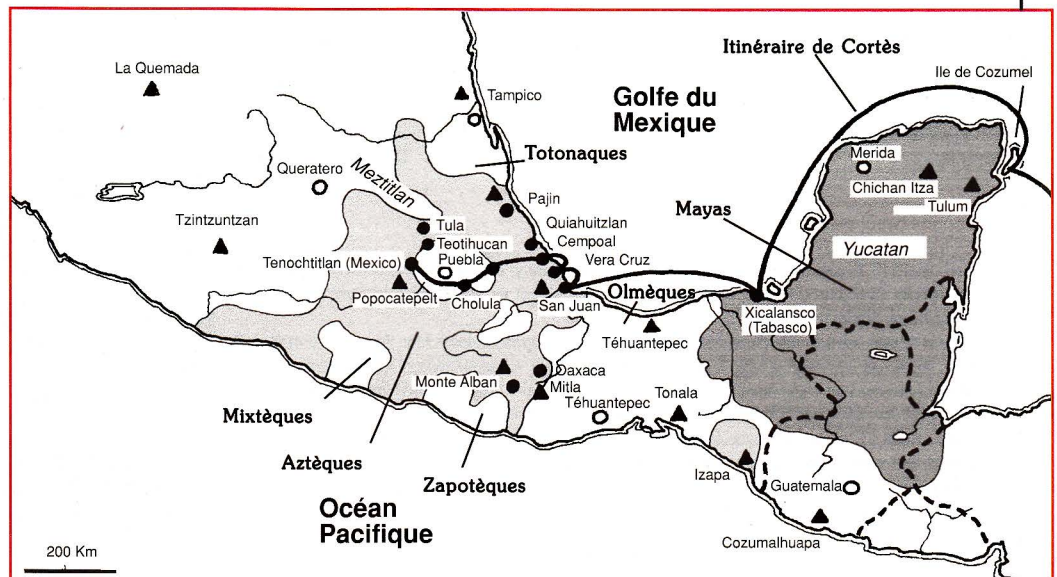 Itinéraire de Cortès
La Quemada
Ile de Cozumel
Tampico
Golfe du
Mexique
Totonaques
Merida
Queratero
Meztitlan
Chichan Itza
Pajin
Tulum
Mayas
Tzintzuntzan
Tula
Quiahuitzlan
Teotihucan
Cempoal
Yucatan
Puebla
Tenochtitlan (Mexico)
Vera Cruz
Popocatepelt
Cholula
San Juan
Olmèques
Xicalansco
(Tabasco)
Téhuantepec
Oaxaca
Monte Alban
Mitla
Téhuantepec
Tonala
Mixtèques
Aztèques
Zapotèques
Izapa
Guatemala
Océan
Pacifique
Cozumalhuapa
200 Km